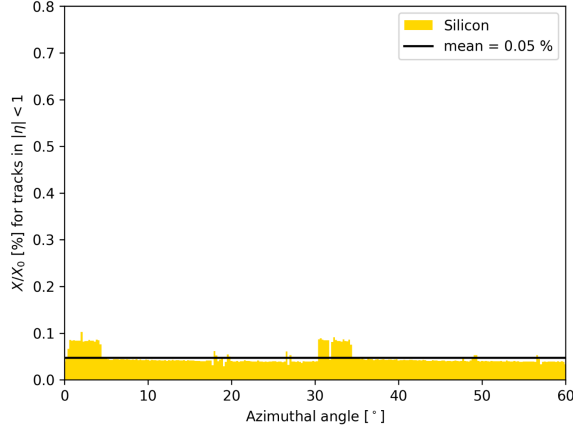 0.8
0.7
0.6
0.5
0.4
0.3
0.2
0.1
0.0
X/X₀ [%] for tracks in |η| < 1
Silicon
mean = 0.05 %
0 10 20 30 40 50 60
Azimuthal angle [°]